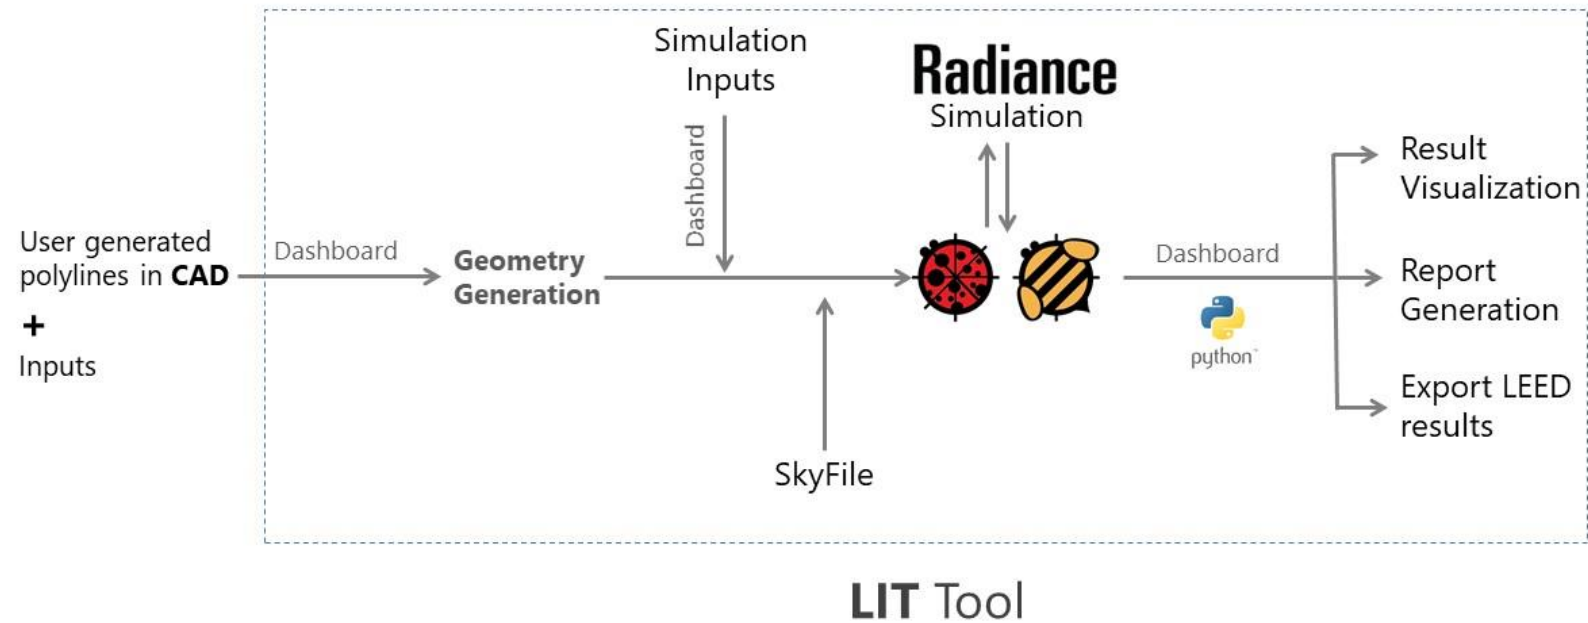 Simulation
Inputs
Dashboard
Radiance
Simulation
User generated
polylines in CAD
+
Inputs
Dashboard
Geometry
Generation
SkyFile
Dashboard
python™
Result
Visualization
Report
Generation
Export LEED
results
LIT Tool